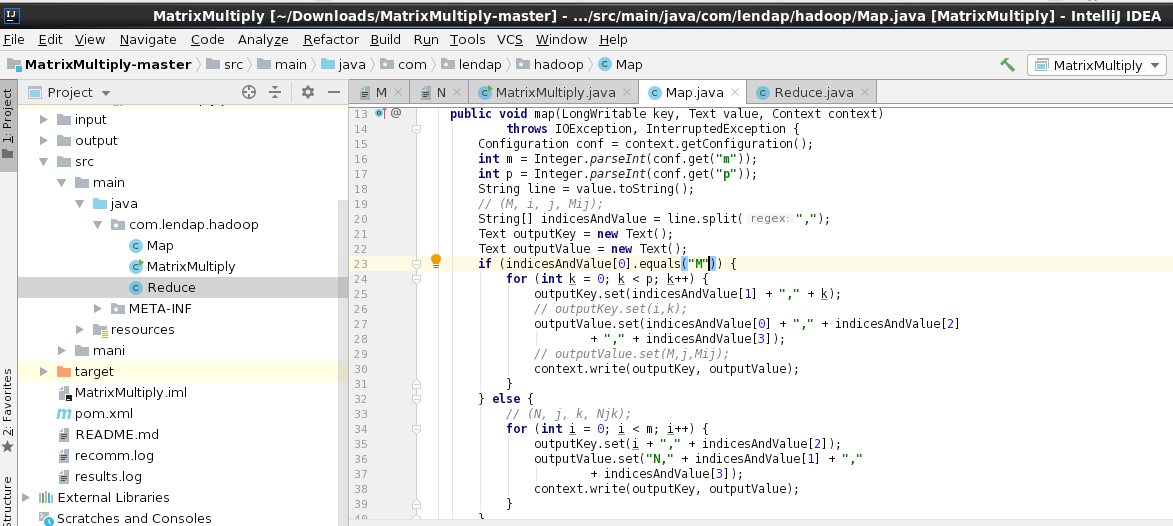 MatrixMultiply [~/Downloads/MatrixMultiply-master] - .../src/main/java/com/lendap/hadoop/Map.java [MatrixMultiply] - IntelliJ IDEA
File Edit View Navigate Code Analyze Refactor Build Run Tools VCS Window Help
MatrixMultiply-master src main java com lendap hadoop Map MatrixMultiply
Project M N MatrixMultiply.java Map.java Reduce.java
1: Project
2: Favorites
Structure
input
output
src
main
java
com.lendap.hadoop
Map
MatrixMultiply
Reduce
META-INF
resources
mani
target
MatrixMultiply.iml
pom.xml
README.md
recomm.log
results.log
External Libraries
Scratches and Consoles
13 @ public void map(LongWritable key, Text value, Context context)
14 throws IOException, InterruptedException {
15 Configuration conf = context.getConfiguration();
16 int m = Integer.parseInt(conf.get("m"));
17 int p = Integer.parseInt(conf.get("p"));
18 String line = value.toString();
19 // (M, i, j, Mij);
20 String[] indicesAndValue = line.split( regex: ",");
21 Text outputKey = new Text();
22 Text outputValue = new Text();
23 if (indicesAndValue[0].equals("M")) {
24 for (int k = 0; k < p; k++) {
25 outputKey.set(indicesAndValue[1] + "," + k);
26 // outputKey.set(i,k);
27 outputValue.set(indicesAndValue[0] + "," + indicesAndValue[2]
28 + "," + indicesAndValue[3]);
29 // outputValue.set(M,j,Mij);
30 context.write(outputKey, outputValue);
31 }
32 } else {
33 // (N, j, k, Njk);
34 for (int i = 0; i < m; i++) {
35 outputKey.set(i + "," + indicesAndValue[2]);
36 outputValue.set("N," + indicesAndValue[1] + ","
37 + indicesAndValue[3]);
38 context.write(outputKey, outputValue);
39 }
40 }